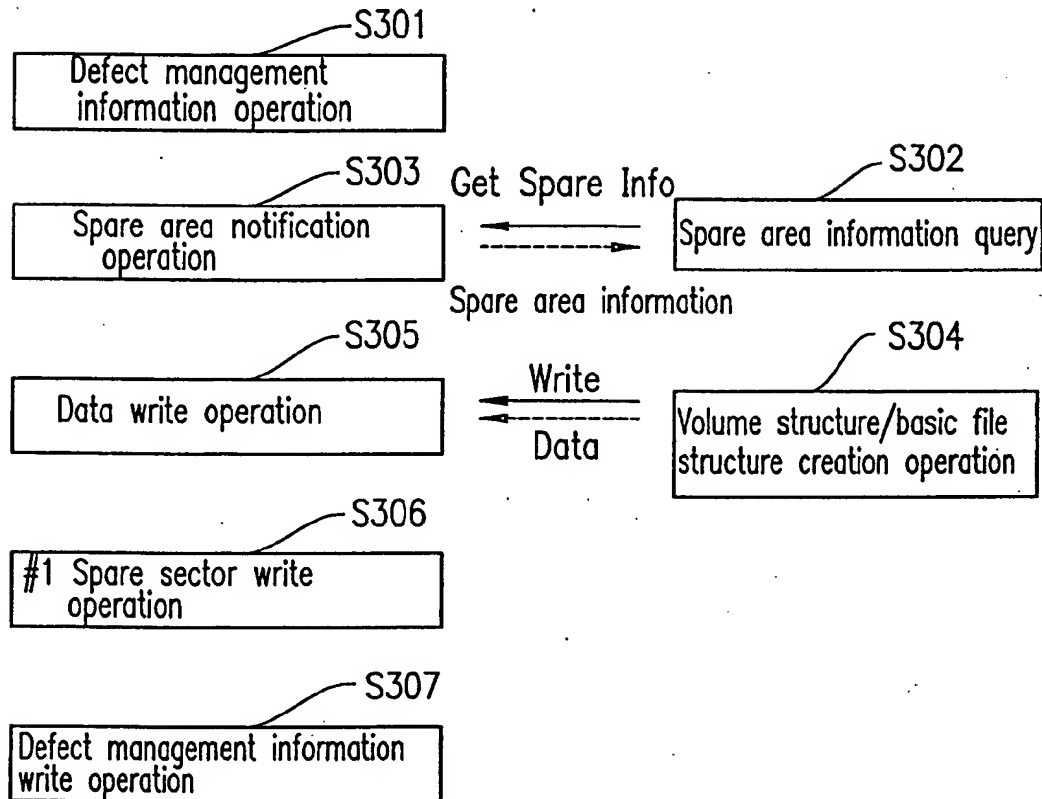 S301
Defect management
information operation
S303
Spare area notification
operation
Get Spare Info
Spare area information
S302
Spare area information query
S305
Data write operation
Write
Data
S304
Volume structure/basic file
structure creation operation
S306
#1 Spare sector write
operation
S307
Defect management information
write operation